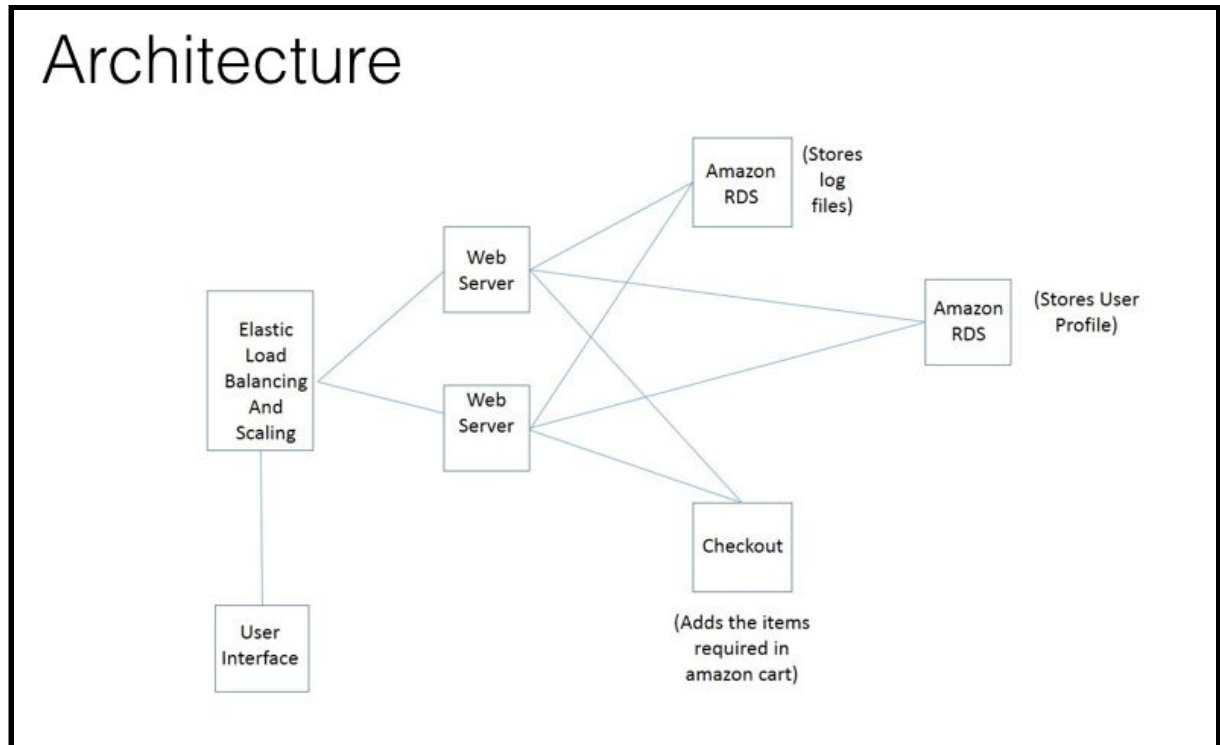 Architecture
Amazon
RDS
(Stores
log
files)
Web
Server
Amazon
RDS
(Stores User
Profile)
Elastic
Load
Balancing
And
Scaling
Web
Server
Checkout
(Adds the items
required in
amazon cart)
User
Interface